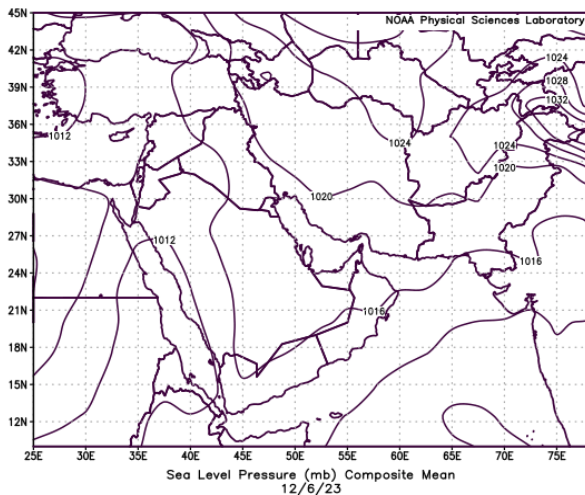 NOAA Physical Sciences Laboratory
45N
42N
39N
36N
33N
30N
27N
24N
21N
18N
15N
12N
1024
1028
1032
1012
1024
1024
1020
1020
1012
1016
1016
25E 30E 35E 40E 45E 50E 55E 60E 65E 70E 75E
Sea Level Pressure (mb) Composite Mean
12/6/23